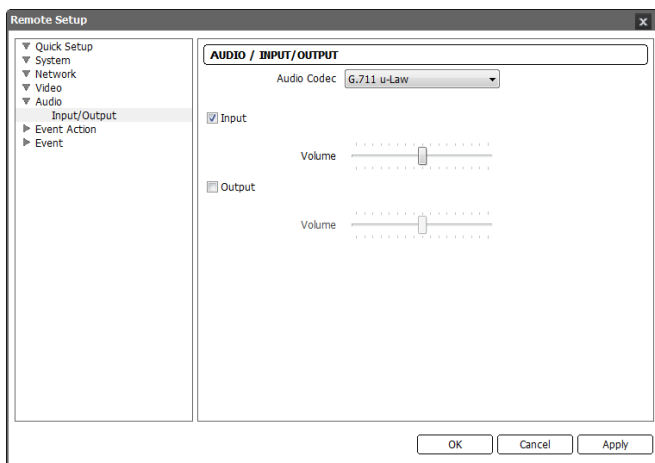 Remote Setup
Quick Setup
System
Network
Video
Audio
Input/Output
Event Action
Event
AUDIO / INPUT/OUTPUT
Audio Codec G.711 u-Law
Input
Volume
Output
Volume
OK Cancel Apply